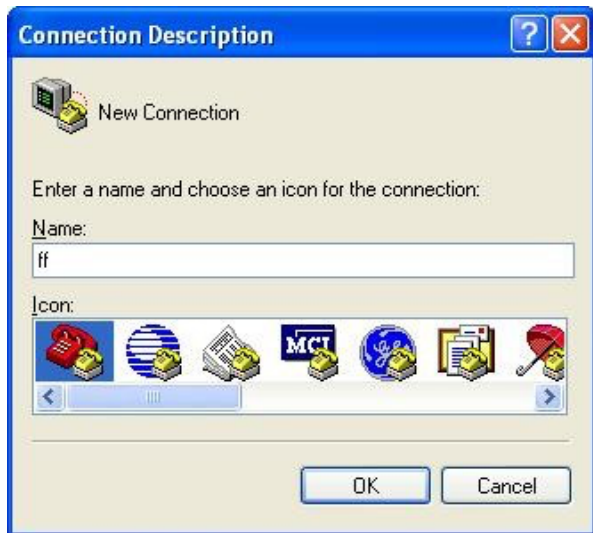 Connection Description
New Connection
Enter a name and choose an icon for the connection:
Name:
ff
Icon:
MCI
OK
Cancel